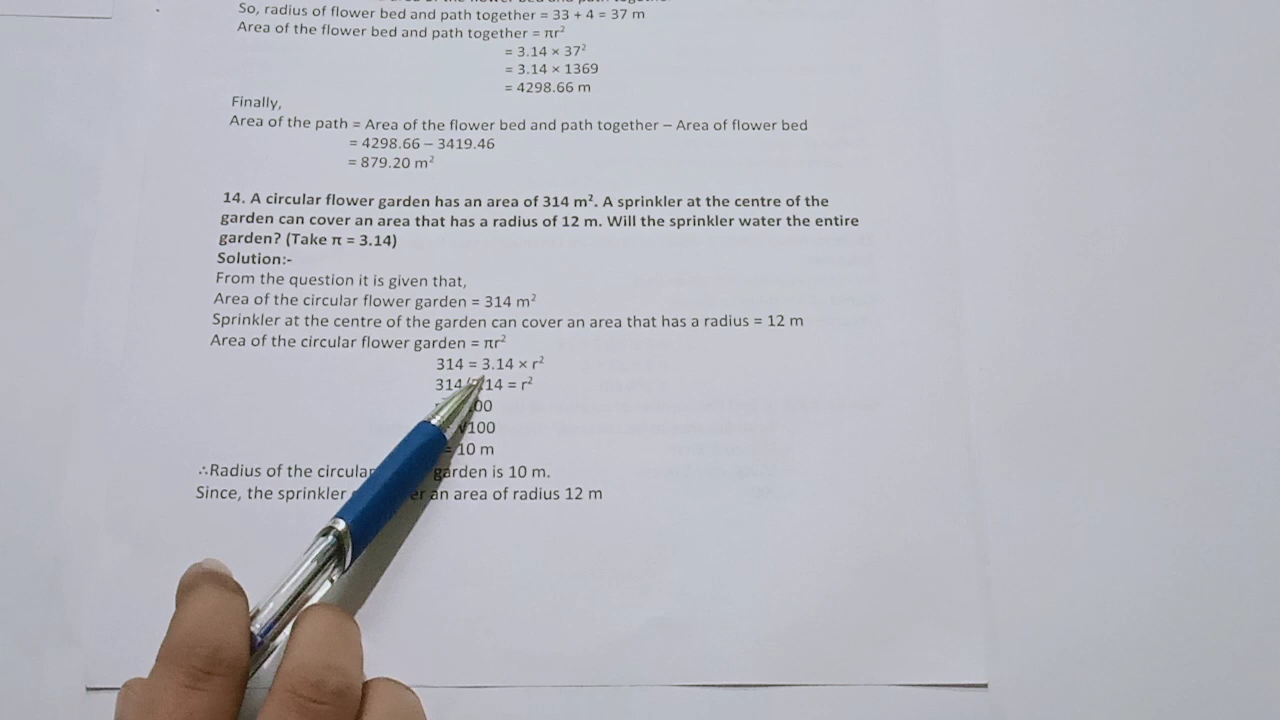 So, radius of flower bed and path together = 33 + 4 = 37 m
Area of the flower bed and path together = πr²
= 3.14 × 37²
= 3.14 × 1369
= 4298.66 m
Finally,
Area of the path = Area of the flower bed and path together – Area of flower bed
= 4298.66 – 3419.46
= 879.20 m²
14. A circular flower garden has an area of 314 m². A sprinkler at the centre of the
garden can cover an area that has a radius of 12 m. Will the sprinkler water the entire
garden? (Take π = 3.14)
Solution:-
From the question it is given that,
Area of the circular flower garden = 314 m²
Sprinkler at the centre of the garden can cover an area that has a radius = 12 m
Area of the circular flower garden = πr²
314 = 3.14 × r²
314 14 = r²
00
√100
= 10 m
∴Radius of the circular garden is 10 m.
Since, the sprinkler an area of radius 12 m